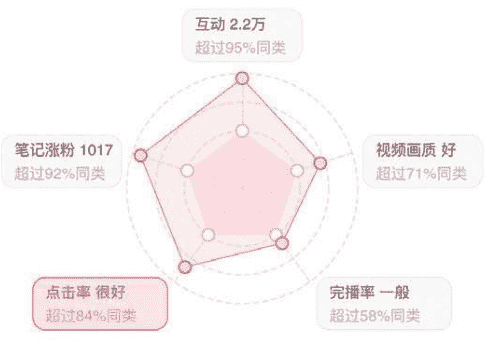 互动 2.2万
超过95%同类
笔记涨粉 1017
超过92%同类
视频画质 好
超过71%同类
点击率 很好
超过84%同类
完播率 一般
超过58%同类